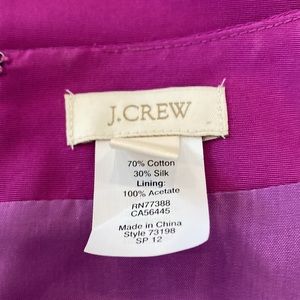 J.CREW
70% Cotton
30% Silk
Lining:
100% Acetate
RN77388
CA56445
Made in China
Style 73198
SP 12